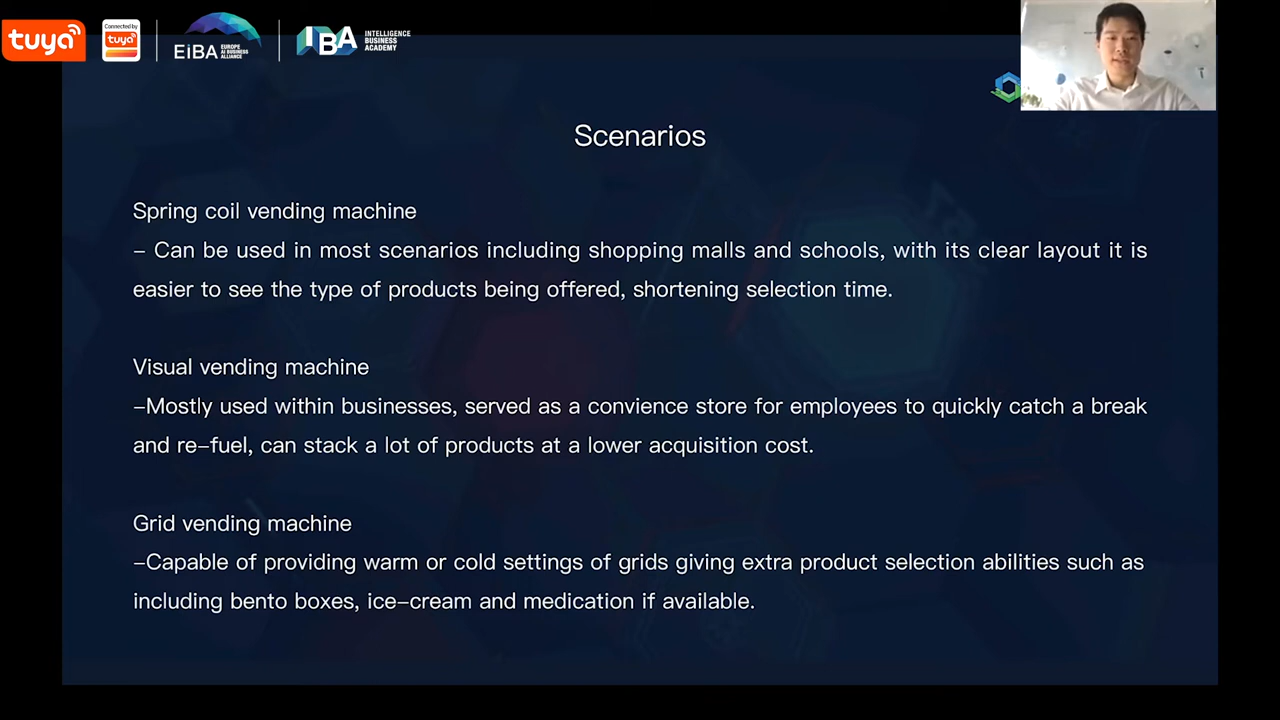 tuya
Connected by
tuya
EiBA EUROPE AI BUSINESS ALLIANCE
IBA INTELLIGENCE BUSINESS ACADEMY
Scenarios
Spring coil vending machine
– Can be used in most scenarios including shopping malls and schools, with its clear layout it is
easier to see the type of products being offered, shortening selection time.
Visual vending machine
–Mostly used within businesses, served as a convience store for employees to quickly catch a break
and re–fuel, can stack a lot of products at a lower acquisition cost.
Grid vending machine
–Capable of providing warm or cold settings of grids giving extra product selection abilities such as
including bento boxes, ice–cream and medication if available.